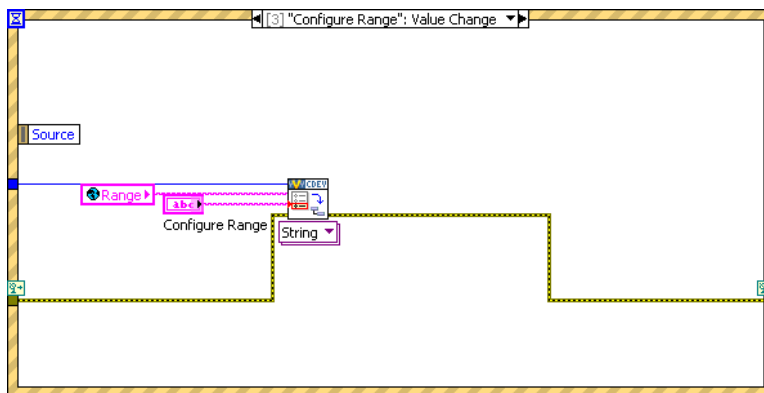 [3] "Configure Range": Value Change
Source
CDEV
Range
abc
Configure Range
String